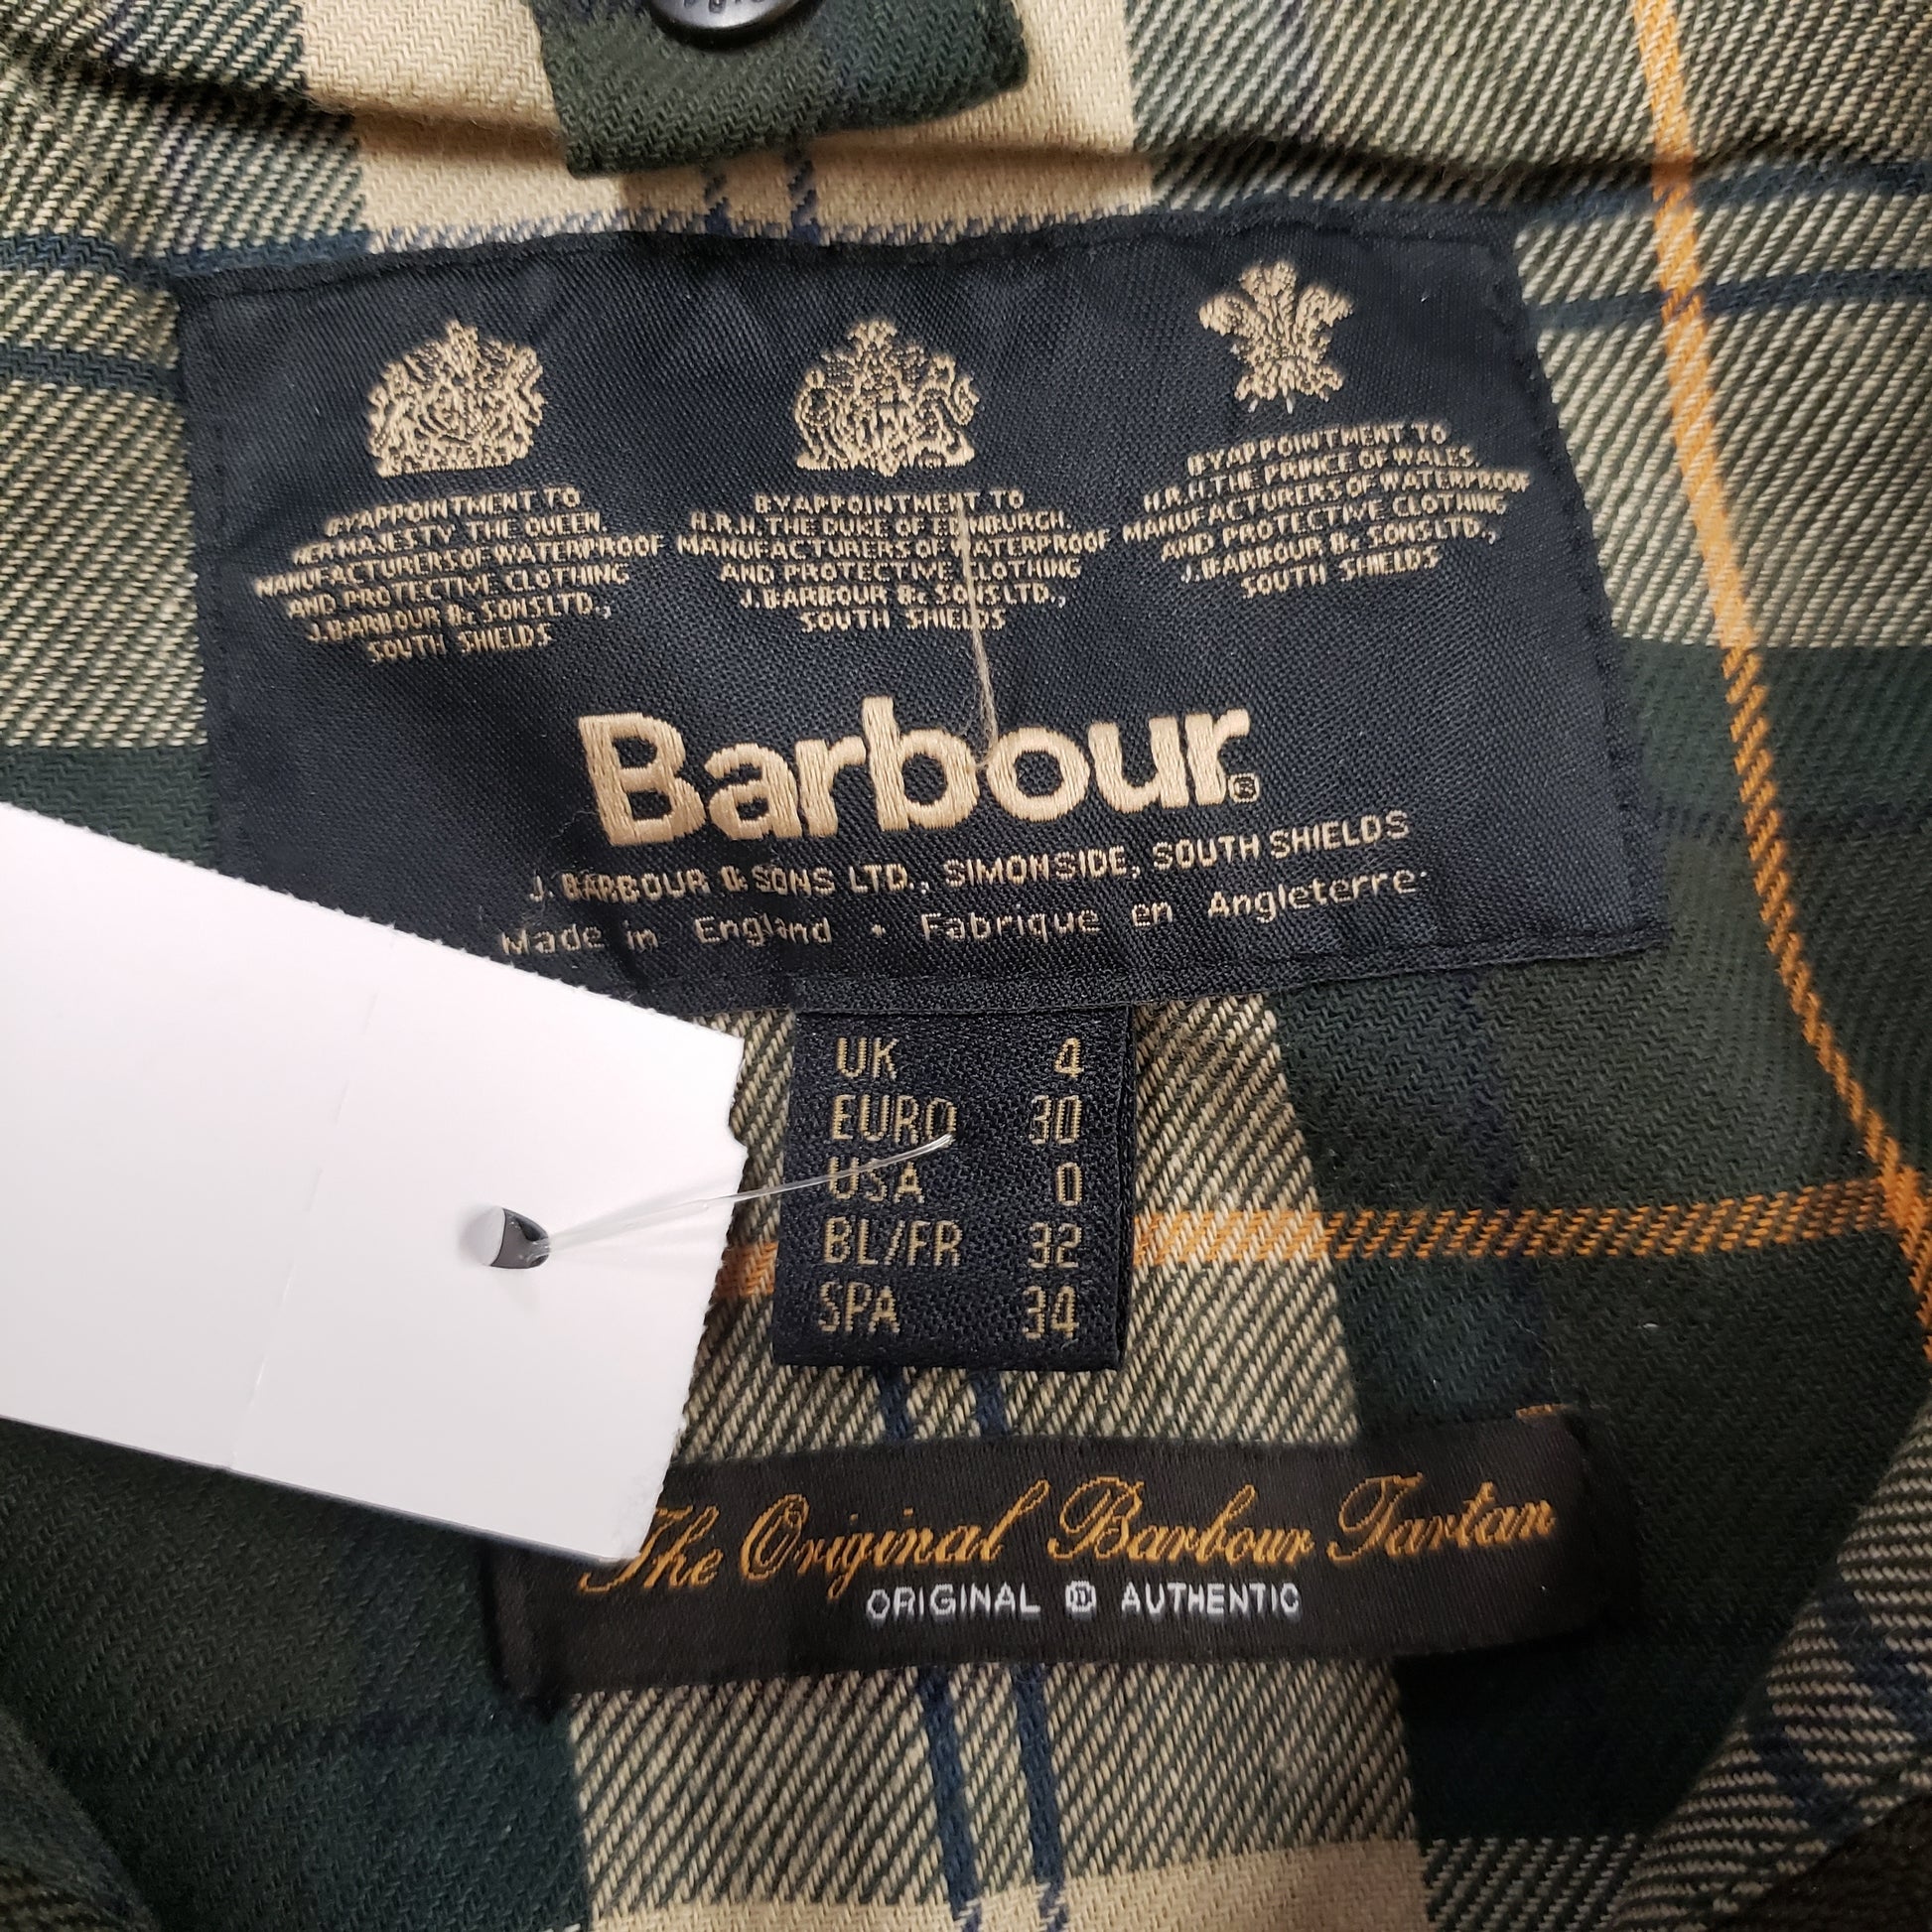 BY APPOINTMENT TO
HER MAJESTY THE QUEEN,
MANUFACTURERS OF WATERPROOF
AND PROTECTIVE CLOTHING
J. BARBOUR & SONS LTD.,
SOUTH SHIELDS
BY APPOINTMENT TO
H.R.H. THE DUKE OF EDINBURGH,
MANUFACTURERS OF WATERPROOF
AND PROTECTIVE CLOTHING
J. BARBOUR & SONS LTD.,
SOUTH SHIELDS
BY APPOINTMENT TO
H.R.H. THE PRINCE OF WALES,
MANUFACTURERS OF WATERPROOF
AND PROTECTIVE CLOTHING
J. BARBOUR & SONS LTD.,
SOUTH SHIELDS
Barbour®
J. BARBOUR & SONS LTD., SIMONSIDE, SOUTH SHIELDS
Made in England • Fabrique en Angleterre
UK 4
EURO 30
USA 0
BL/FR 32
SPA 34
The Original Barbour Tartan
ORIGINAL ® AUTHENTIC